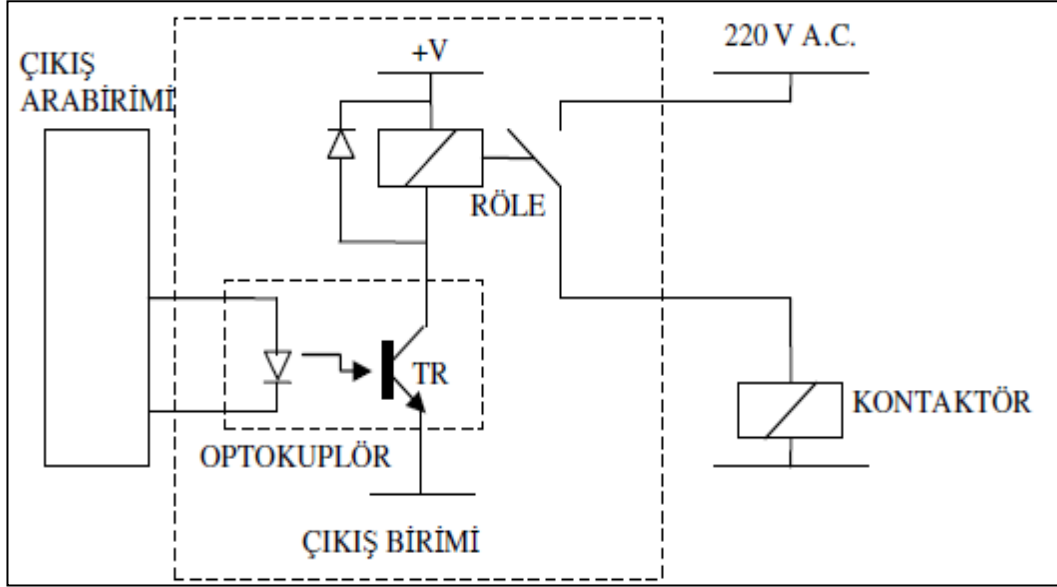 ÇIKIŞ
ARABİRİMİ
+V
220 V A.C.
RÖLE
TR
KONTAKTÖR
OPTOKUPLÖR
ÇIKIŞ BİRİMİ